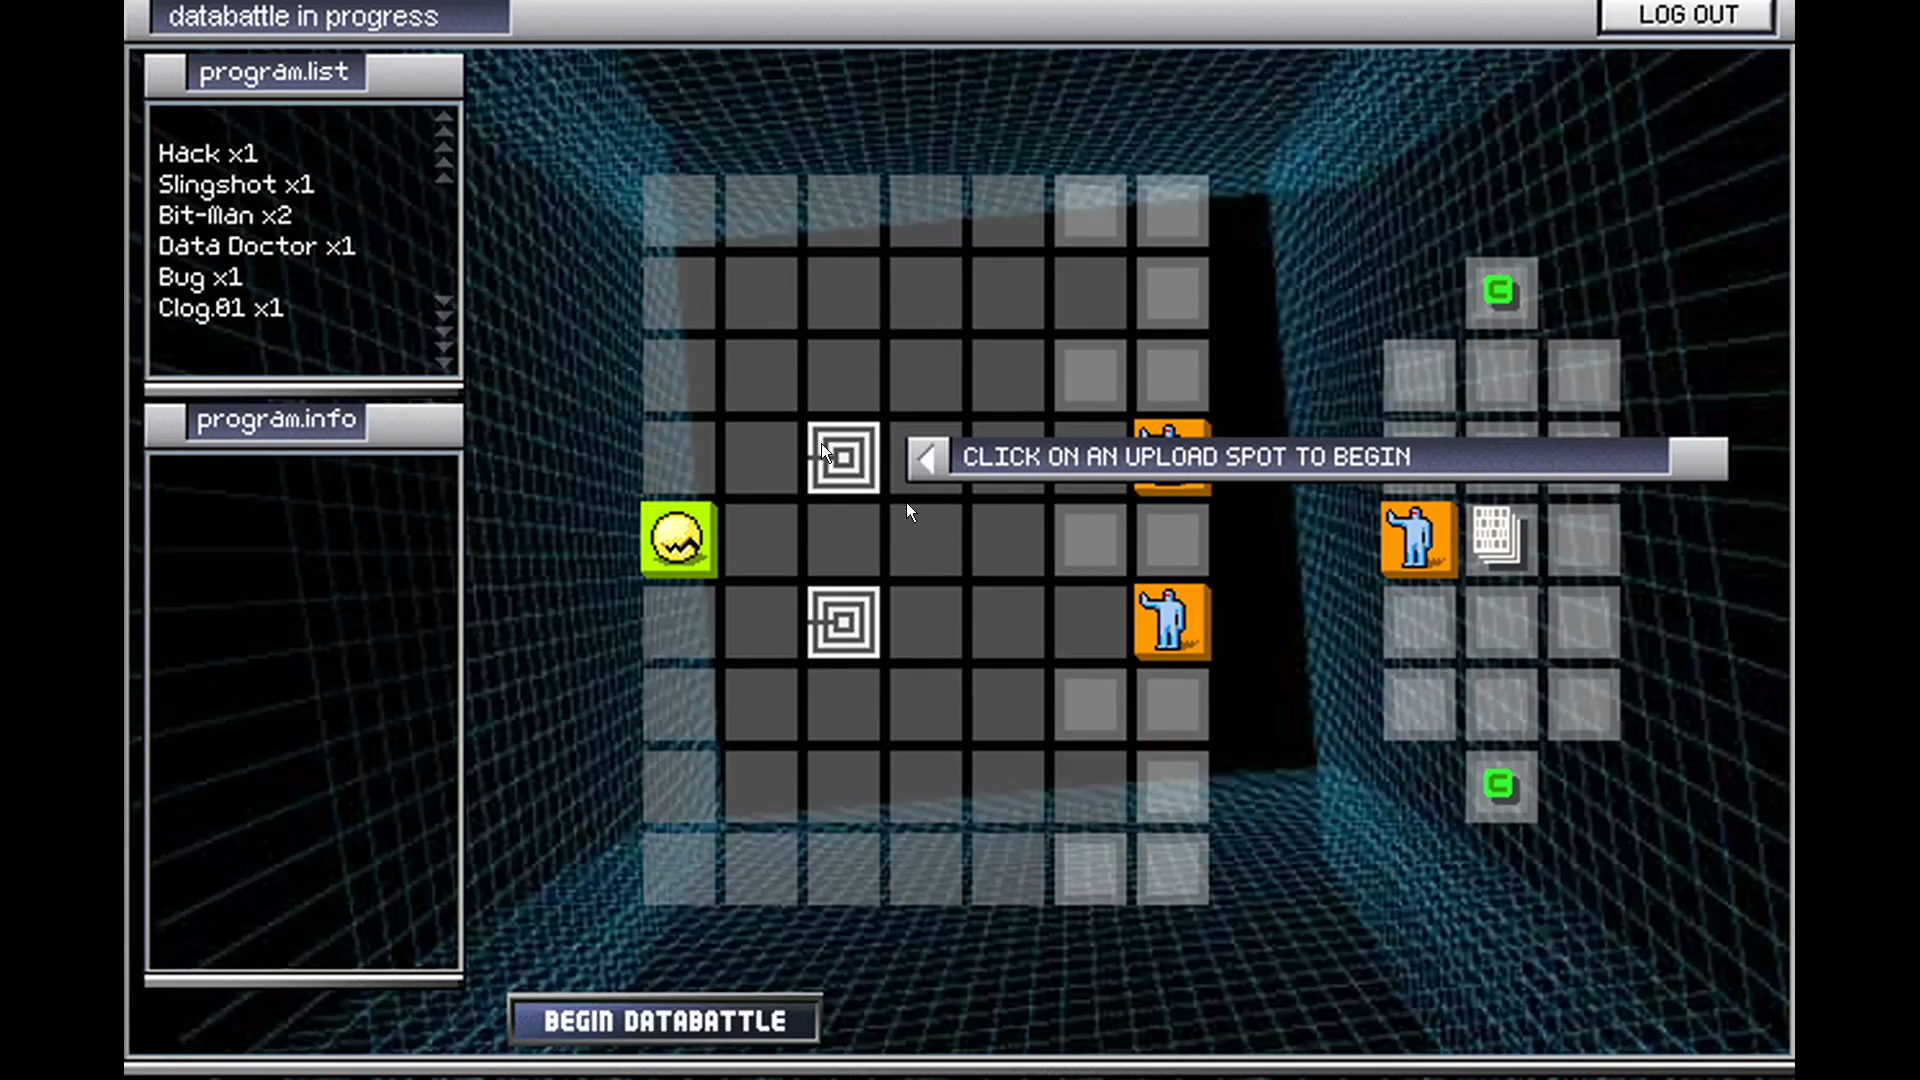 databattle in progress
LOG OUT
program.list
Hack x1
Slingshot x1
Bit-Man x2
Data Doctor x1
Bug x1
Clog.01 x1
program.info
CLICK ON AN UPLOAD SPOT TO BEGIN
C
C
BEGIN DATABATTLE